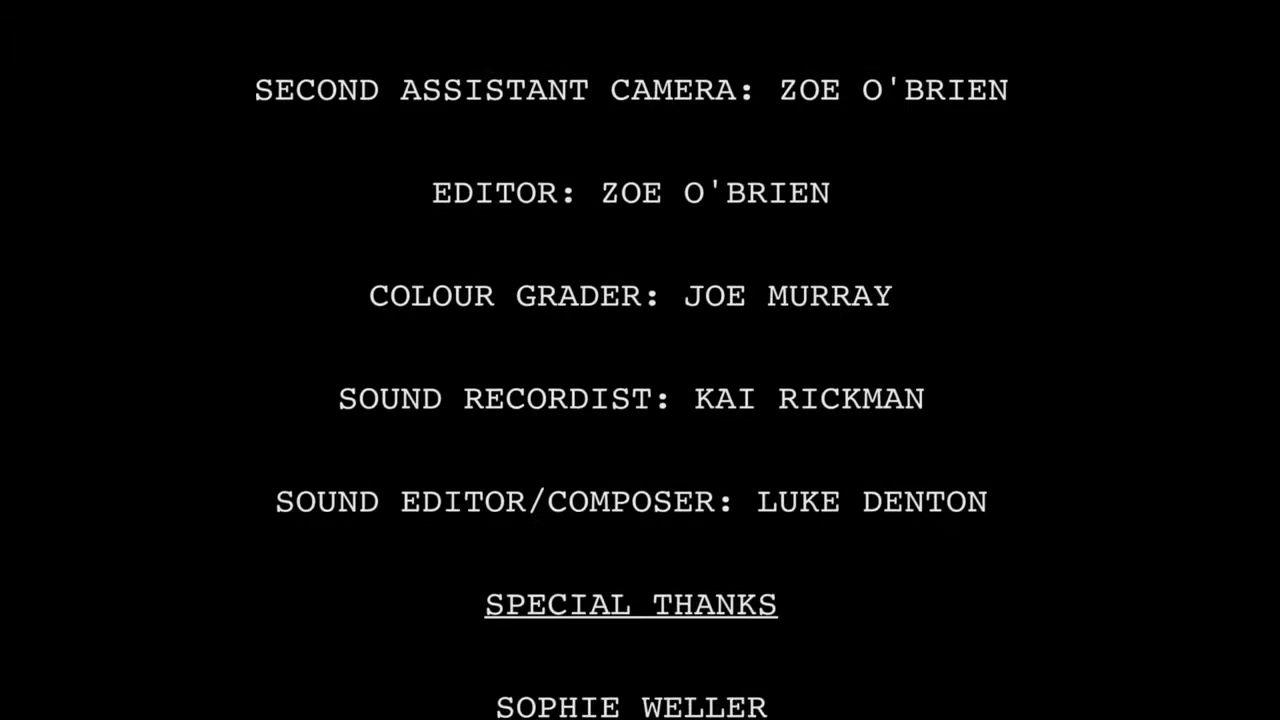 SECOND ASSISTANT CAMERA: ZOE O'BRIEN
EDITOR: ZOE O'BRIEN
COLOUR GRADER: JOE MURRAY
SOUND RECORDIST: KAI RICKMAN
SOUND EDITOR/COMPOSER: LUKE DENTON
SPECIAL THANKS
SOPHIE WELLER